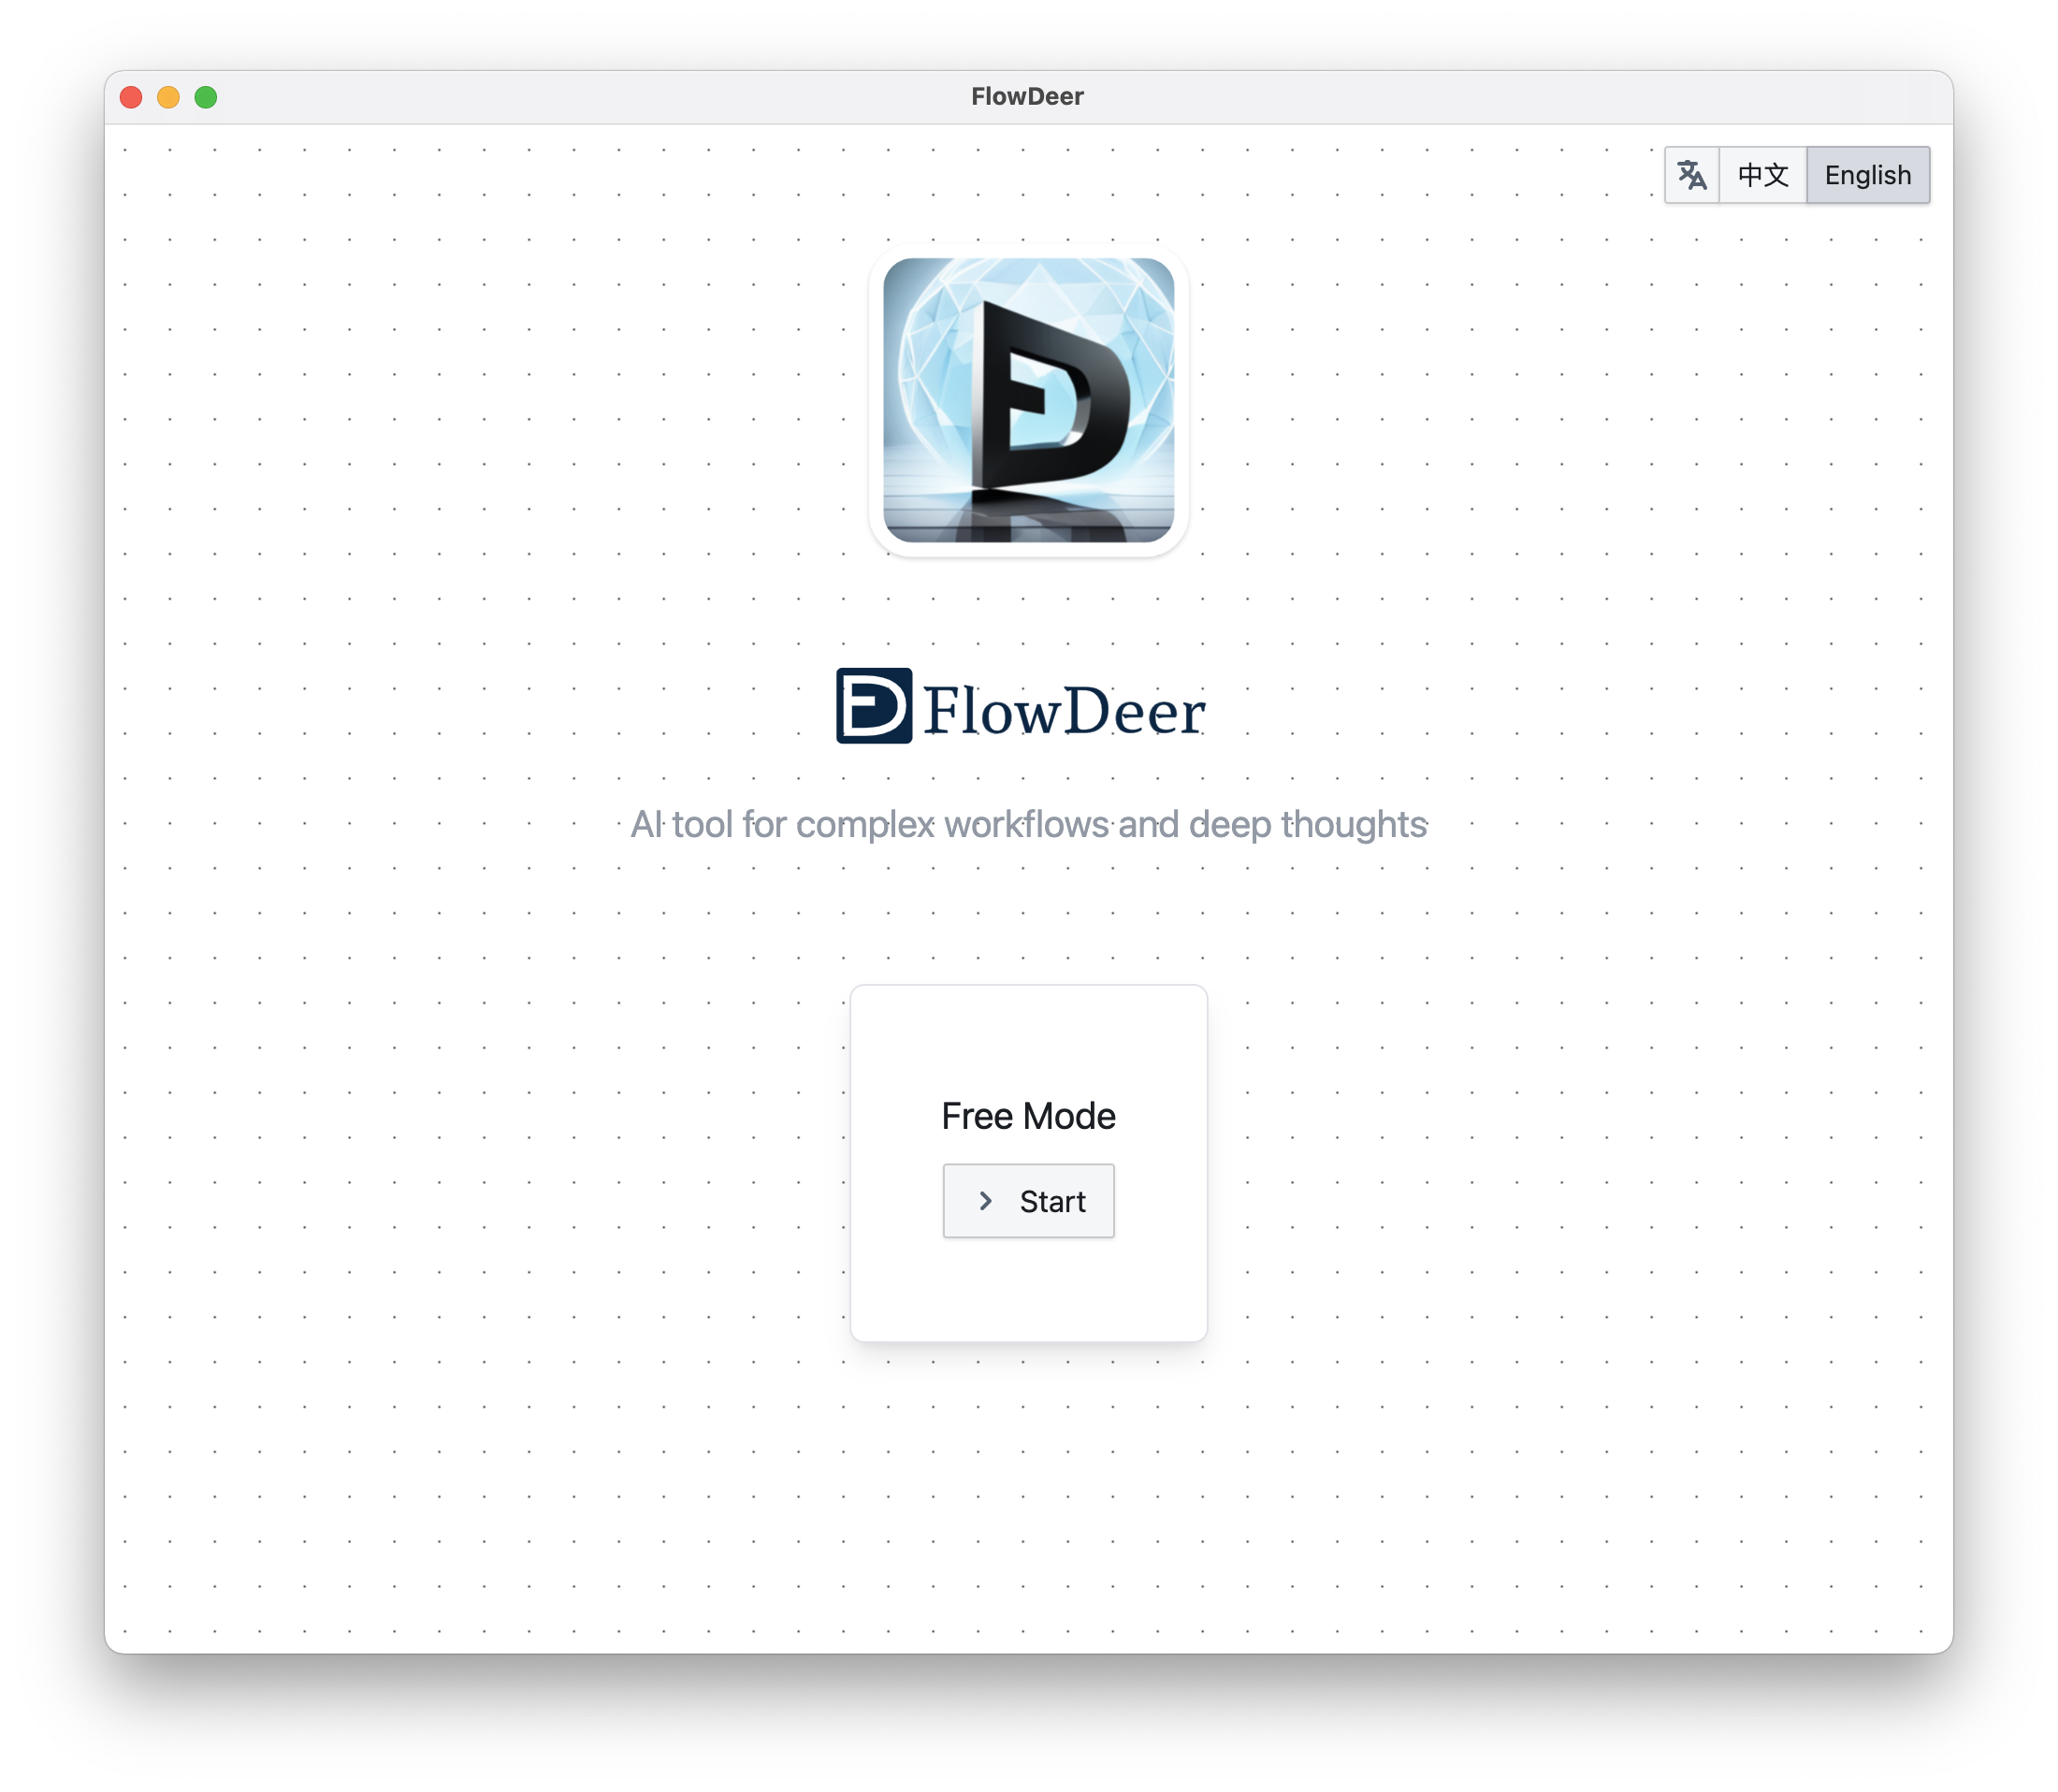 FlowDeer
中文 English
FlowDeer
AI tool for complex workflows and deep thoughts
Free Mode
Start